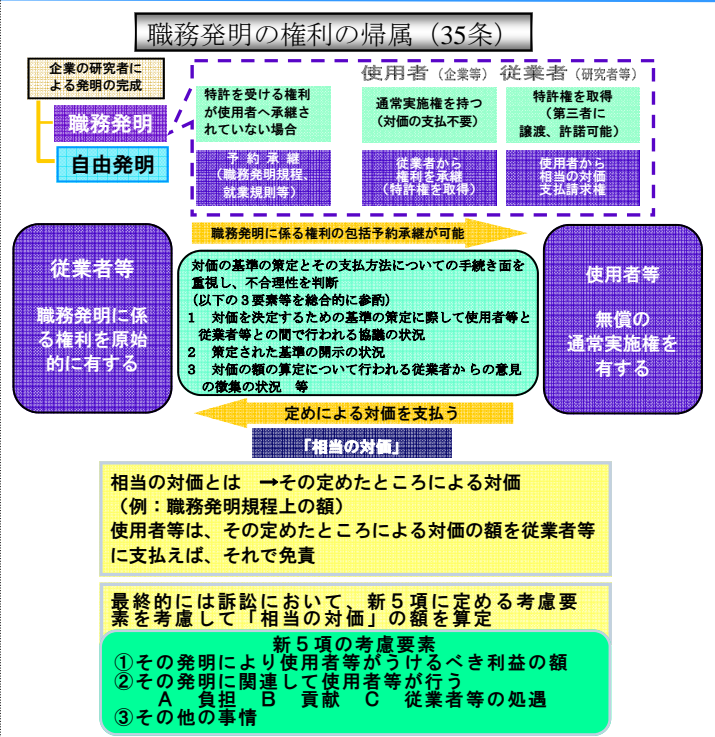 職務発明の権利の帰属（35条）
企業の研究者に
よる発明の完成
職務発明
自由発明
使用者（企業等）
従業者（研究者等）
特許を受ける権利
が使用者へ承継さ
れていない場合
通常実施権を持つ
（対価の支払不要）
特許権を取得
（第三者に
譲渡、許諾可能）
予約承継
（職務発明規程、
就業規則等）
従業者から
権利を承継
（特許権を取得）
使用者から
相当の対価
支払請求権
職務発明に係る権利の包括予約承継が可能
従業者等
職務発明に係
る権利を原始
的に有する
対価の基準の策定とその支払方法についての手続き面を
重視し、不合理性を判断
（以下の３要素等を総合的に参酌）
１　対価を決定するための基準の策定に際して使用者等と
従業者等との間で行われる協議の状況
２　策定された基準の開示の状況
３　対価の額の算定について行われる従業者からの意見
の徴集の状況　等
使用者等
無償の
通常実施権を
有する
定めによる対価を支払う
「相当の対価」
相当の対価とは　→その定めたところによる対価
（例：職務発明規程上の額）
使用者等は、その定めたところによる対価の額を従業者等
に支払えば、それで免責
最終的には訴訟において、新５項に定める考慮要
素を考慮して「相当の対価」の額を算定
新５項の考慮要素
①その発明により使用者等がうけるべき利益の額
②その発明に関連して使用者等が行う
Ａ　負担　Ｂ　貢献　Ｃ　従業者等の処遇
③その他の事情